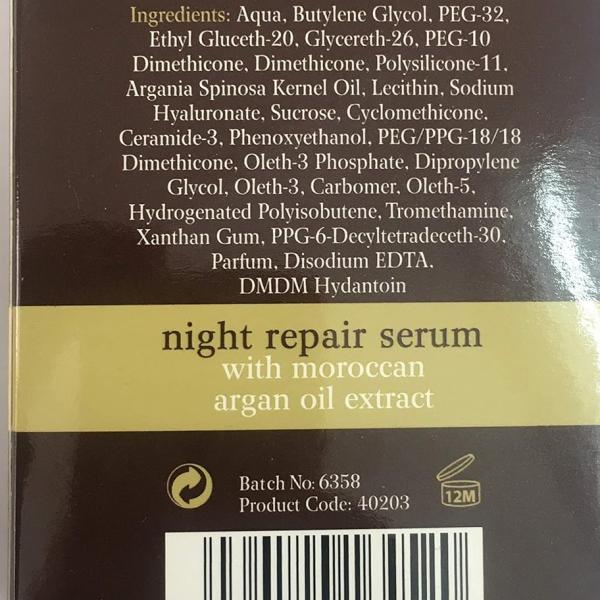 Ingredients: Aqua, Butylene Glycol, PEG-32,
Ethyl Gluceth-20, Glycereth-26, PEG-10
Dimethicone, Dimethicone, Polysilicone-11,
Argania Spinosa Kernel Oil, Lecithin, Sodium
Hyaluronate, Sucrose, Cyclomethicone,
Ceramide-3, Phenoxyethanol, PEG/PPG-18/18
Dimethicone, Oleth-3 Phosphate, Dipropylene
Glycol, Oleth-3, Carbomer, Oleth-5,
Hydrogenated Polyisobutene, Tromethamine,
Xanthan Gum, PPG-6-Decyltetradeceth-30,
Parfum, Disodium EDTA,
DMDM Hydantoin
night repair serum
with moroccan
argan oil extract
Batch No: 6358
Product Code: 40203
12M